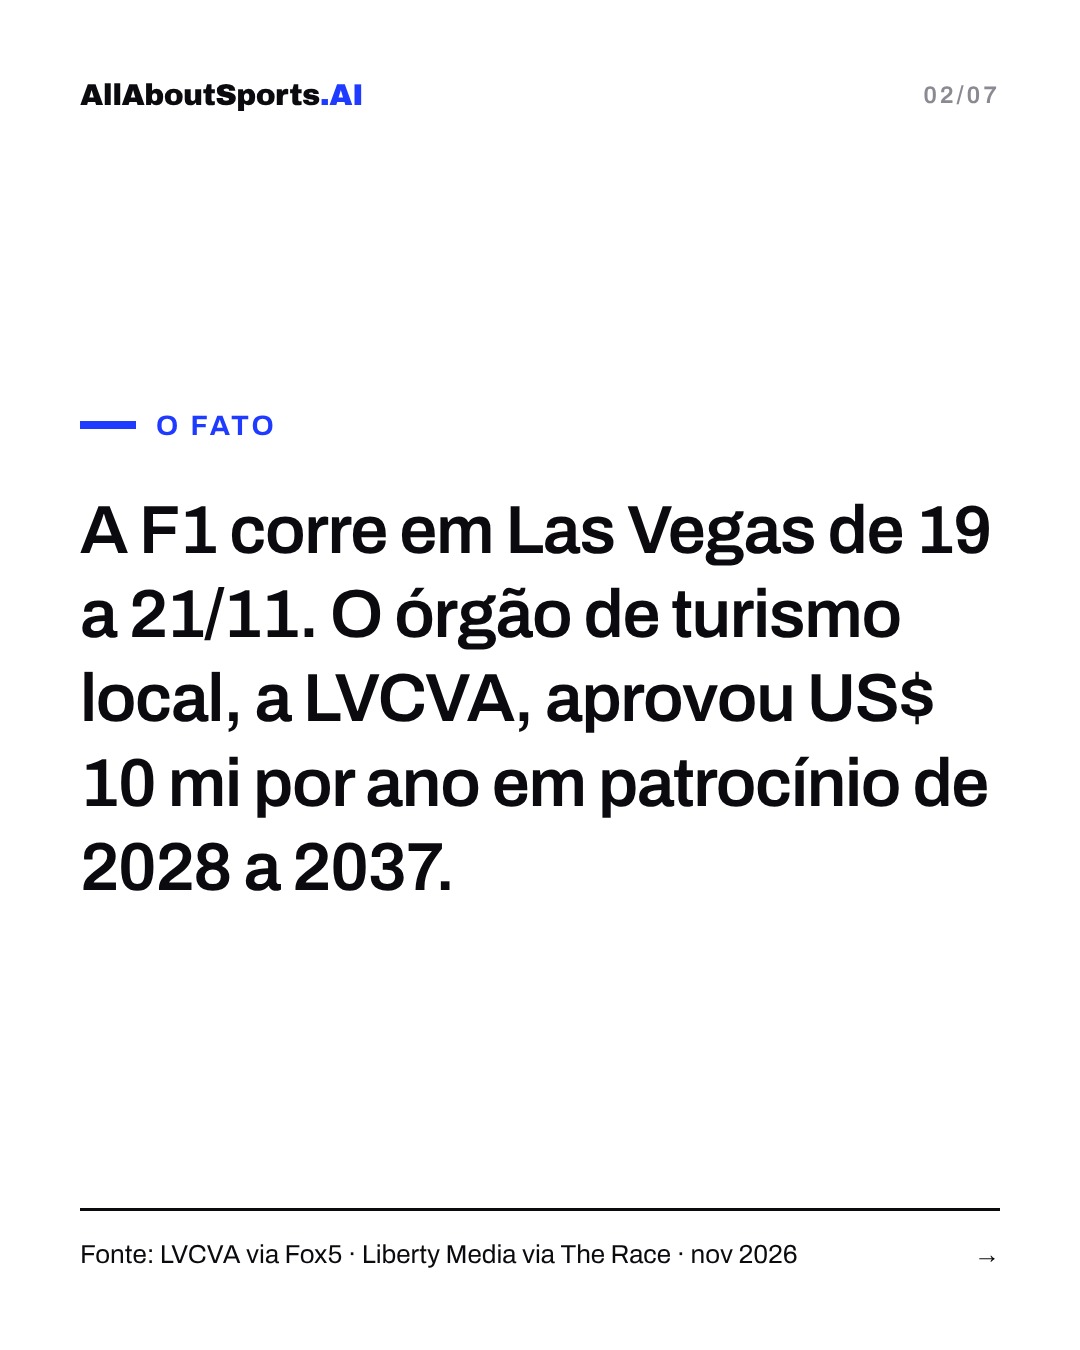 AllAboutSports.AI
02/07
O FATO
A F1 corre em Las Vegas de 19
a 21/11. O órgão de turismo
local, a LVCVA, aprovou US$
10 mi por ano em patrocínio de
2028 a 2037.
Fonte: LVCVA via Fox5 · Liberty Media via The Race · nov 2026
→